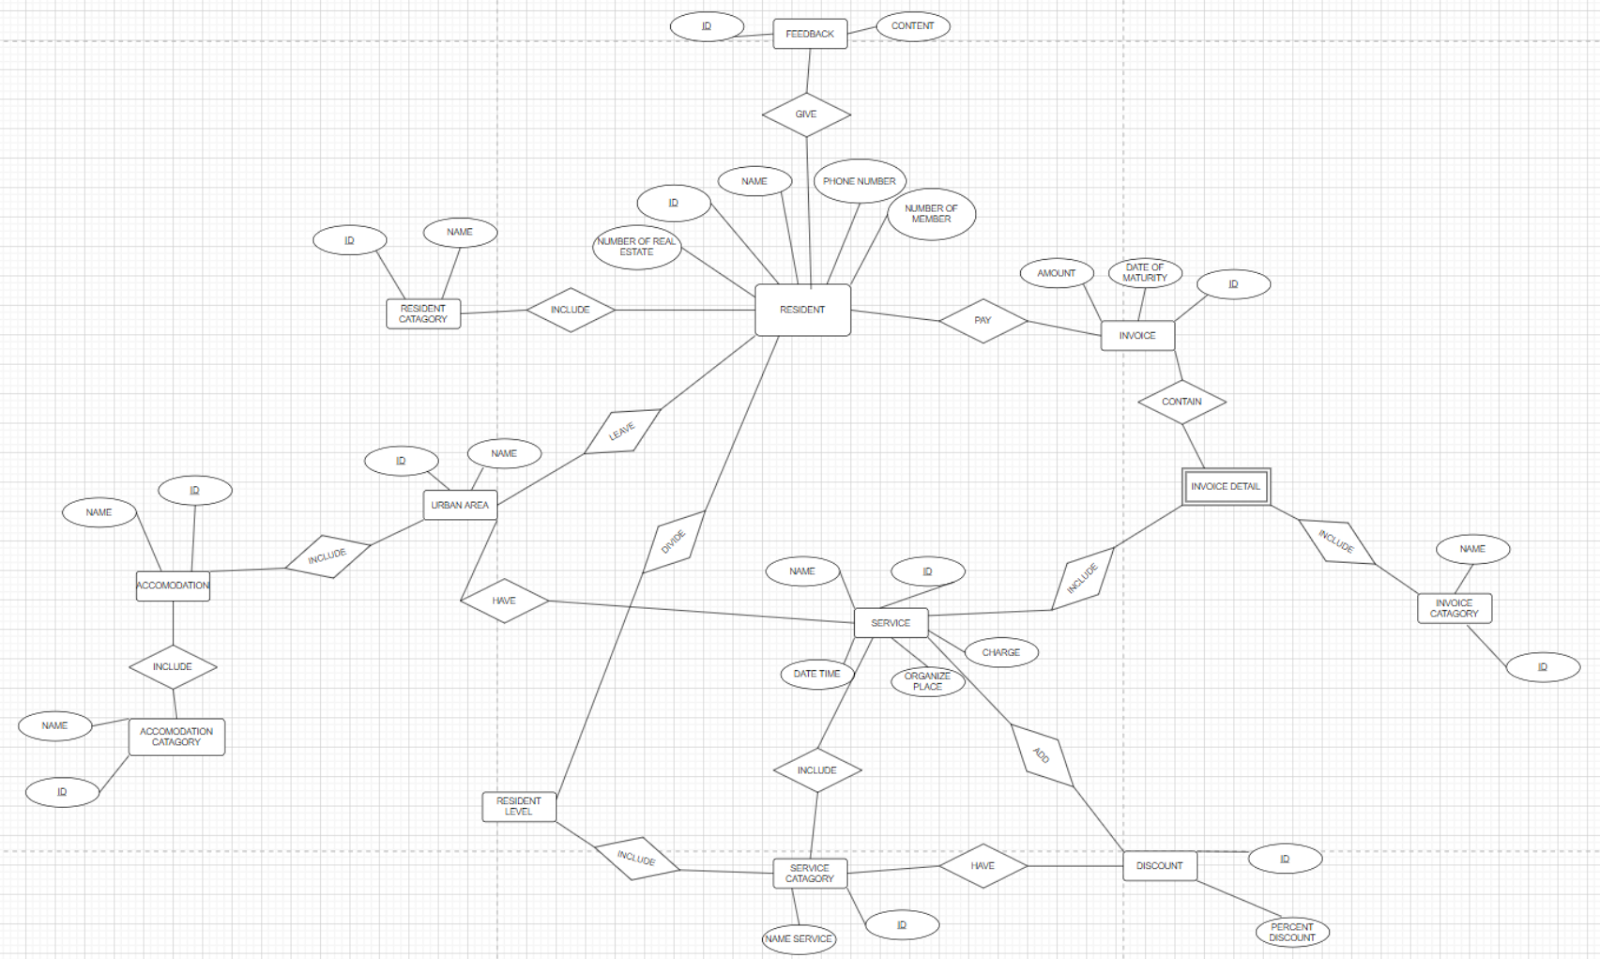 ID
FEEDBACK
CONTENT
GIVE
NAME
PHONE NUMBER
ID
NUMBER OF
MEMBER
NUMBER OF REAL
ESTATE
ID
NAME
RESIDENT
CATAGORY
INCLUDE
RESIDENT
PAY
AMOUNT
DATE OF
MATURITY
ID
INVOICE
CONTAIN
LEAVE
ID
NAME
URBAN AREA
INVOICE DETAIL
NAME
ID
INCLUDE
ACCOMODATION
DIVIDE
HAVE
NAME
ID
INCLUDE
INCLUDE
NAME
INVOICE
CATAGORY
ID
SERVICE
CHARGE
DATE TIME
ORGANIZE
PLACE
INCLUDE
NAME
ACCOMODATION
CATAGORY
ID
INCLUDE
ADD
RESIDENT
LEVEL
INCLUDE
SERVICE
CATAGORY
HAVE
DISCOUNT
ID
NAME SERVICE
ID
PERCENT
DISCOUNT